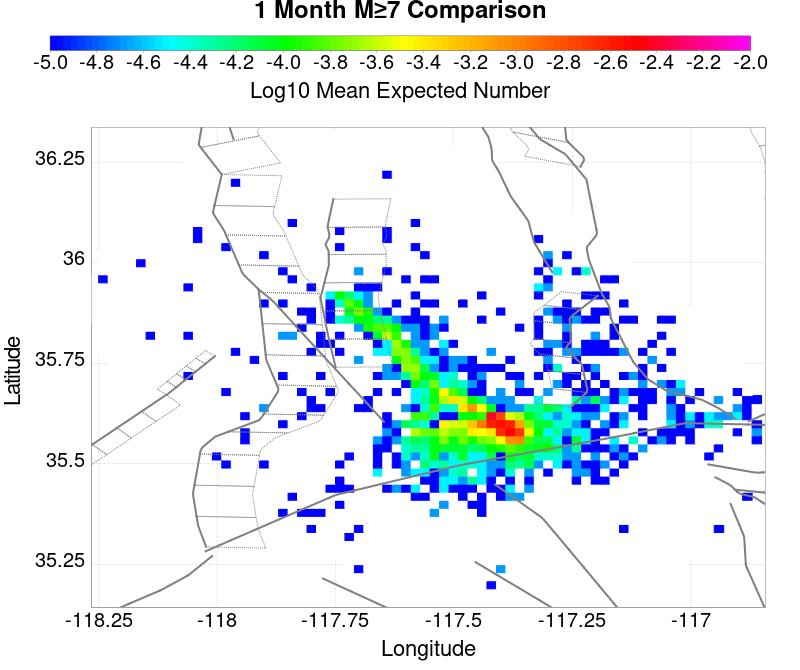 1 Month M≥7 Comparison
-5.0 -4.8 -4.6 -4.4 -4.2 -4.0 -3.8 -3.6 -3.4 -3.2 -3.0 -2.8 -2.6 -2.4 -2.2 -2.0
Log10 Mean Expected Number
36.25
36
35.75
35.5
35.25
Latitude
-118.25 -118 -117.75 -117.5 -117.25 -117
Longitude